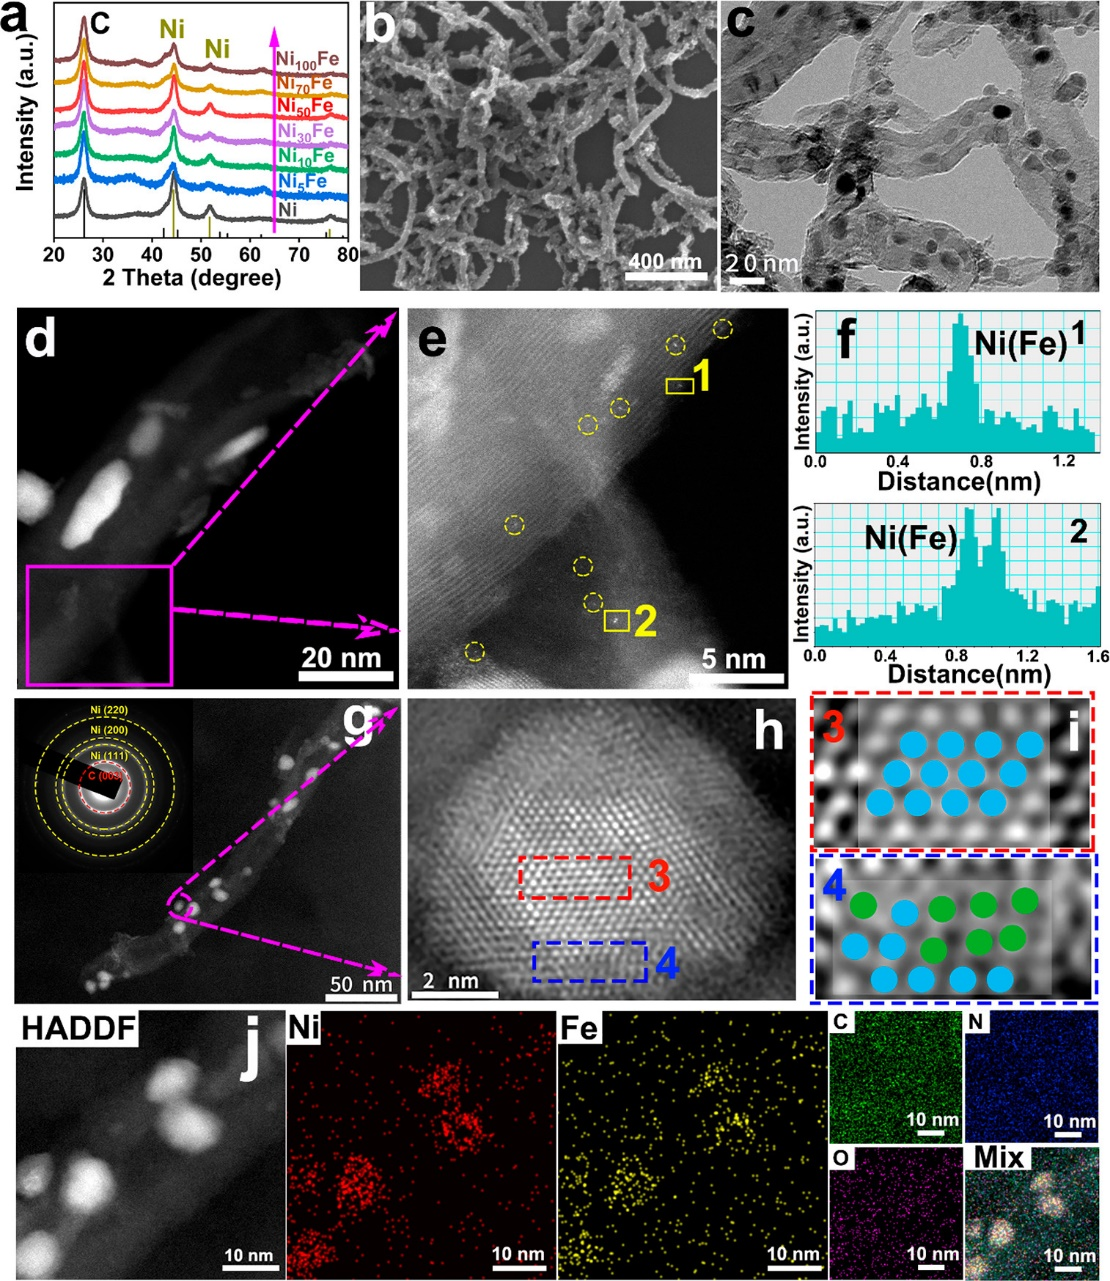 a
Intensity (a.u.)
C
Ni
Ni
Ni100Fe
Ni70Fe
Ni50Fe
Ni30Fe
Ni10Fe
Ni5Fe
Ni
20 30 40 50 60 70 80
2 Theta (degree)
b
400 nm
c
20nm
d
20 nm
e
1
2
5 nm
f
Ni(Fe) 1
Intensity (a.u.)
0.0 0.4 0.8 1.2
Distance(nm)
Ni(Fe) 2
Intensity (a.u.)
0.0 0.4 0.8 1.2 1.6
Distance(nm)
g
Ni (220)
Ni (200)
Ni (111)
C (002)
50 nm
h
3
4
2 nm
3
i
4
HADDF
j
10 nm
Ni
10 nm
Fe
10 nm
C
10 nm
N
10 nm
O
10 nm
Mix
10 nm